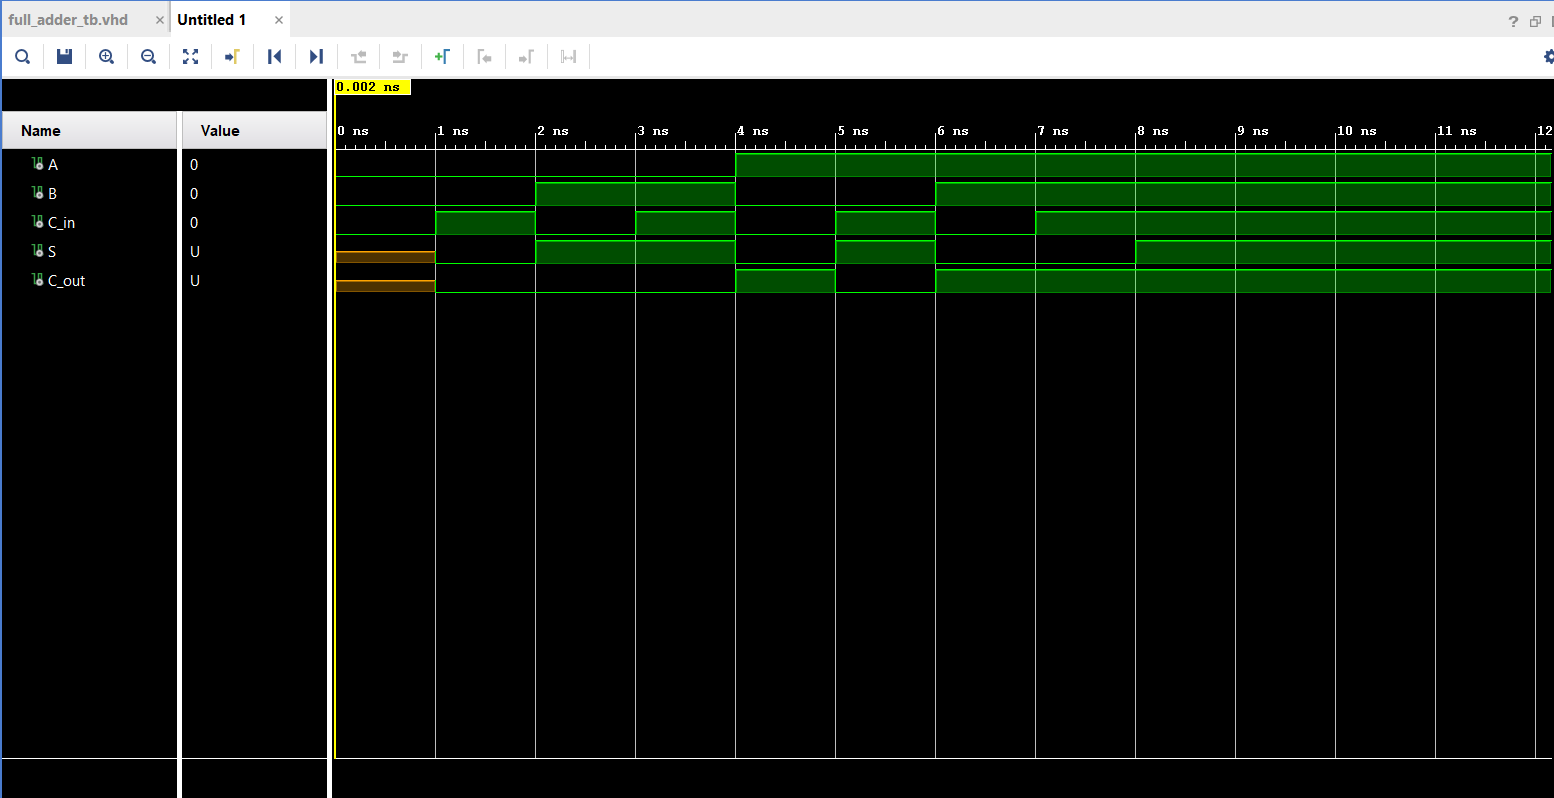 full_adder_tb.vhd × Untitled 1 ×
?
0.002 ns
Name Value
0 ns 1 ns 2 ns 3 ns 4 ns 5 ns 6 ns 7 ns 8 ns 9 ns 10 ns 11 ns 12
A 0
B 0
C_in 0
S U
C_out U